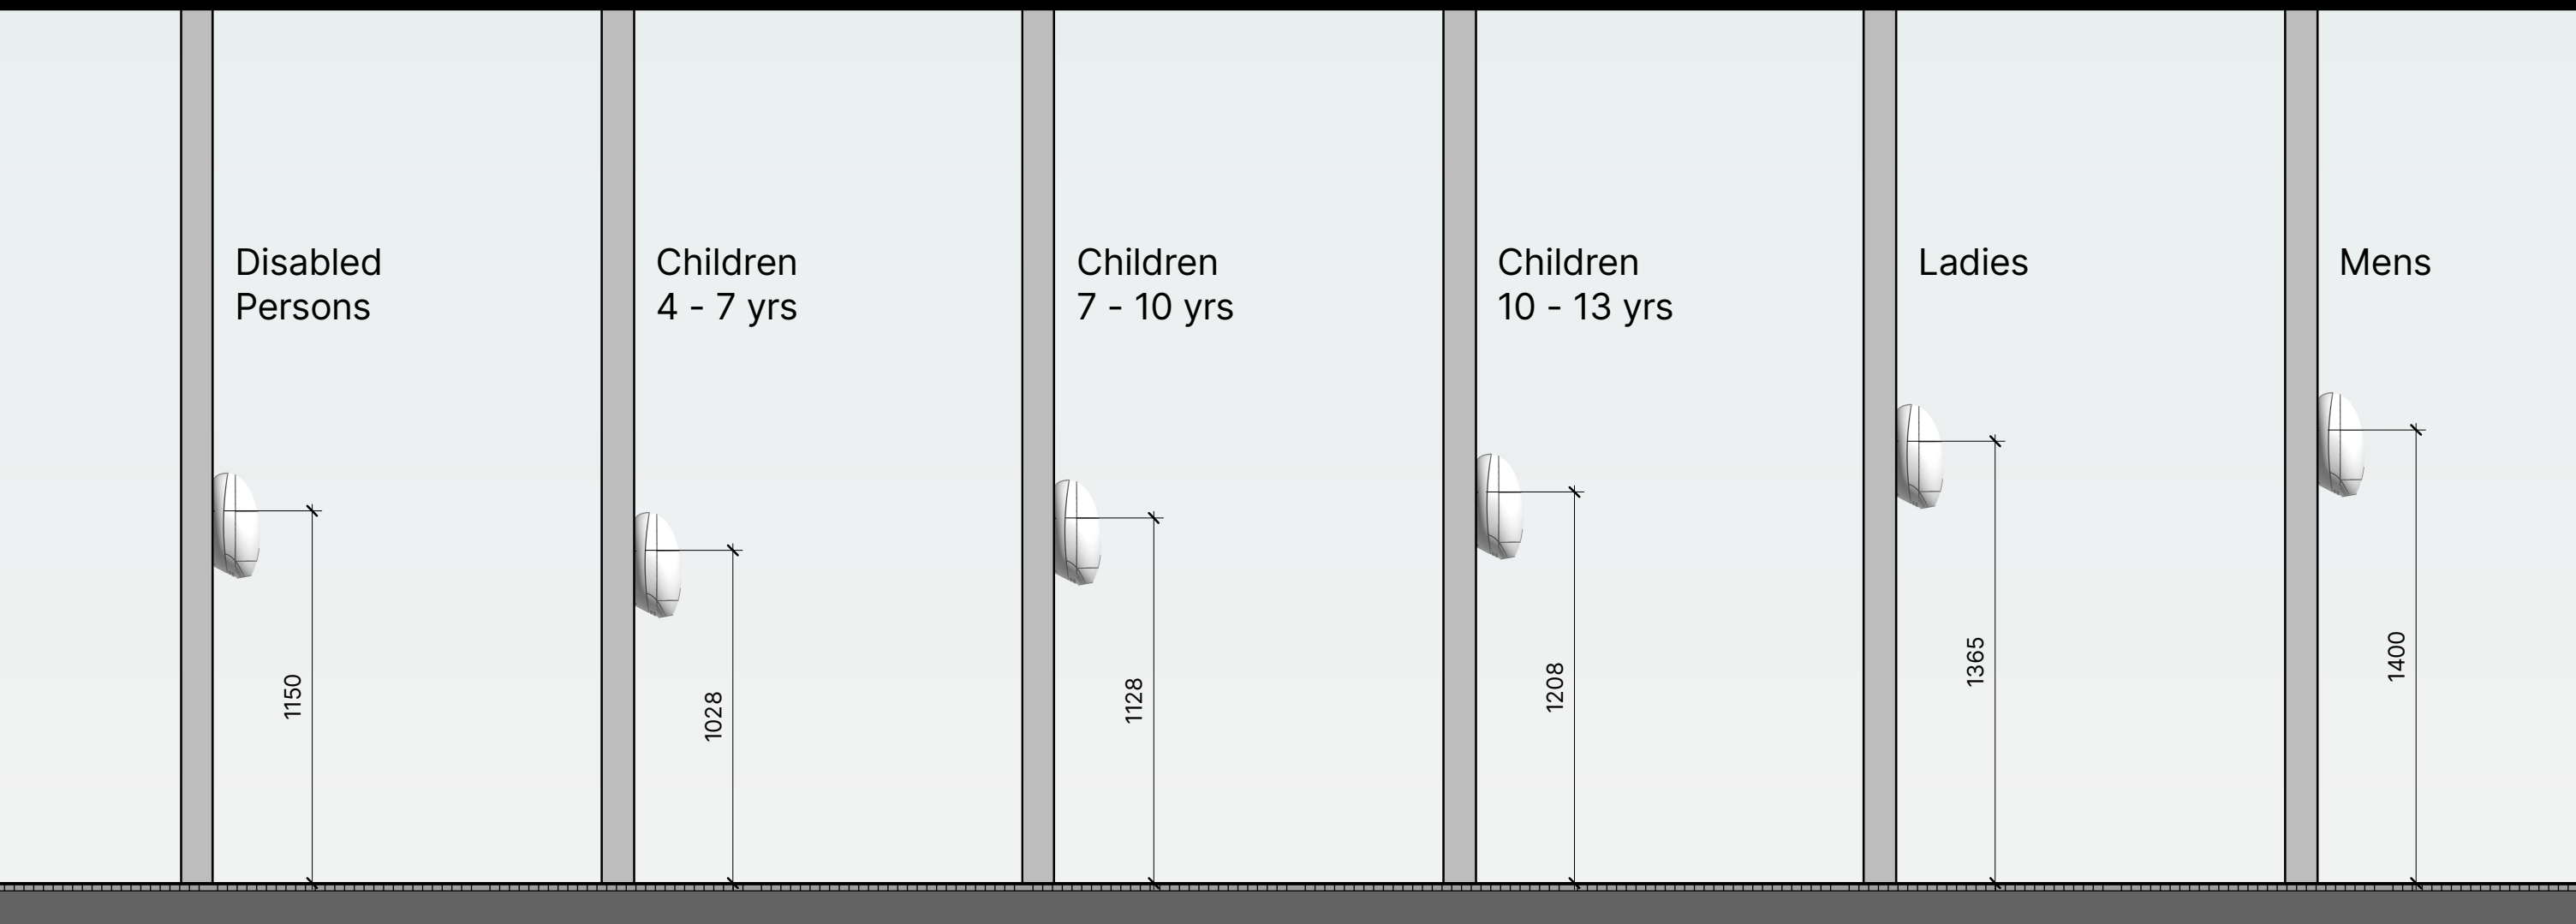 Disabled
Persons
Children
4 - 7 yrs
Children
7 - 10 yrs
Children
10 - 13 yrs
Ladies
Mens
1150
1028
1128
1208
1365
1400